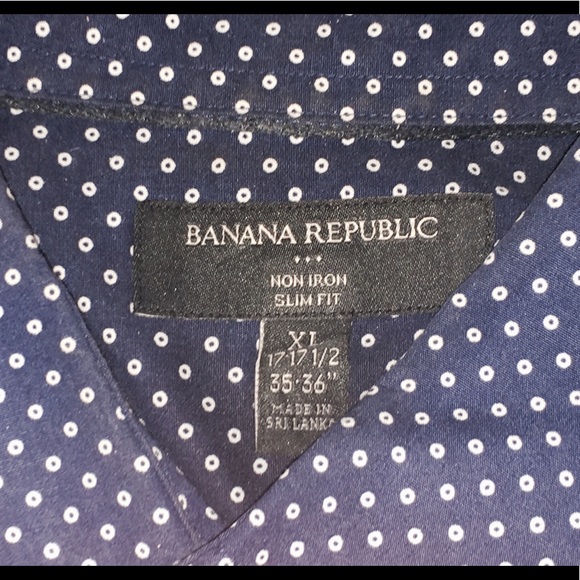 BANANA REPUBLIC
NON IRON
SLIM FIT
XL
17-17 1/2
35-36"
MADE IN
SRI LANKA